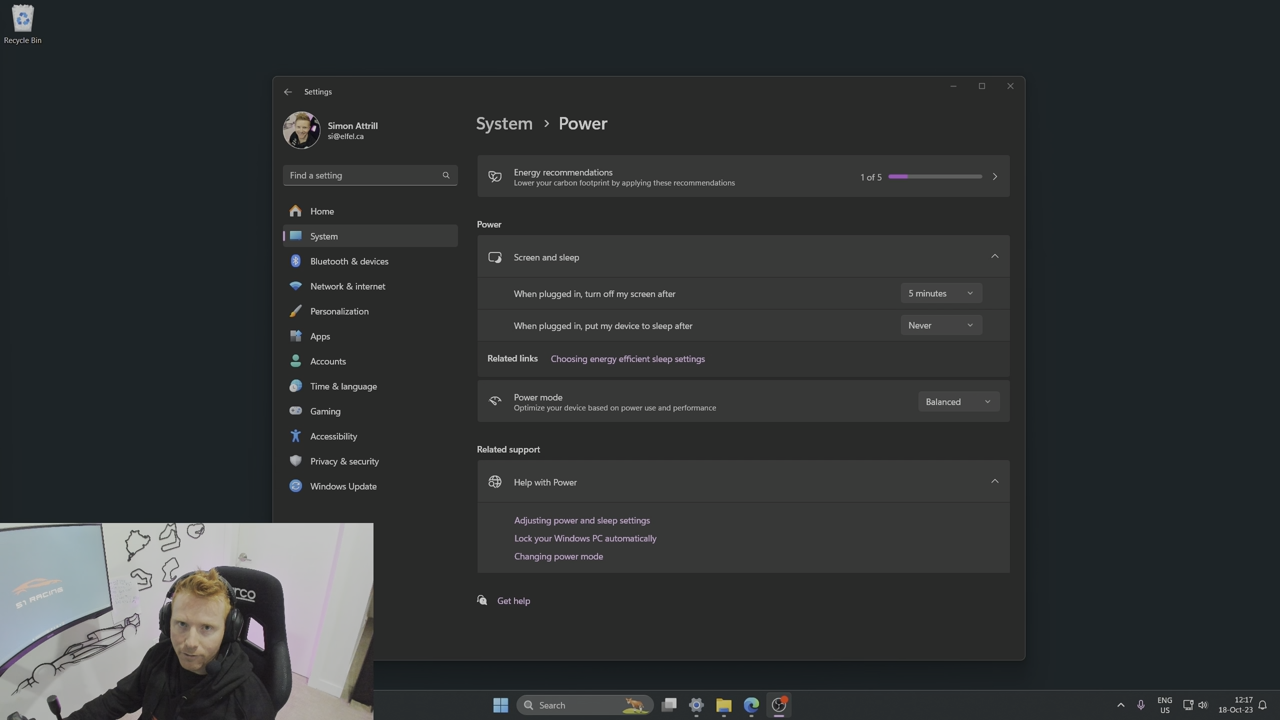 Recycle Bin
Settings
Simon Attrill
si@elfel.ca
Find a setting
Home
System
Bluetooth & devices
Network & internet
Personalization
Apps
Accounts
Time & language
Gaming
Accessibility
Privacy & security
Windows Update
System > Power
Energy recommendations
Lower your carbon footprint by applying these recommendations
1 of 5
Power
Screen and sleep
When plugged in, turn off my screen after
5 minutes
When plugged in, put my device to sleep after
Never
Related links Choosing energy efficient sleep settings
Power mode
Optimize your device based on power use and performance
Balanced
Related support
Help with Power
Adjusting power and sleep settings
Lock your Windows PC automatically
Changing power mode
Get help
S1 RACING
Search
ENG
US
12:17
18-Oct-23